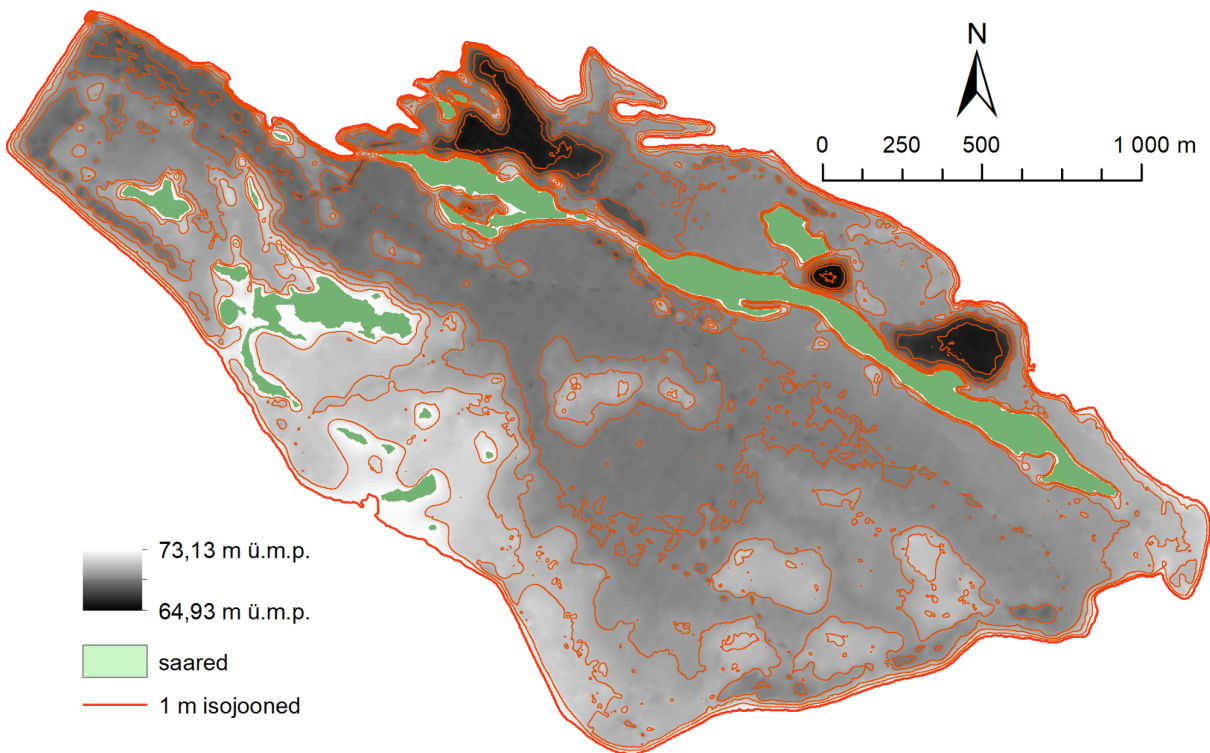 N
0 250 500 1 000 m
73,13 m ü.m.p.
64,93 m ü.m.p.
saared
1 m isojooned